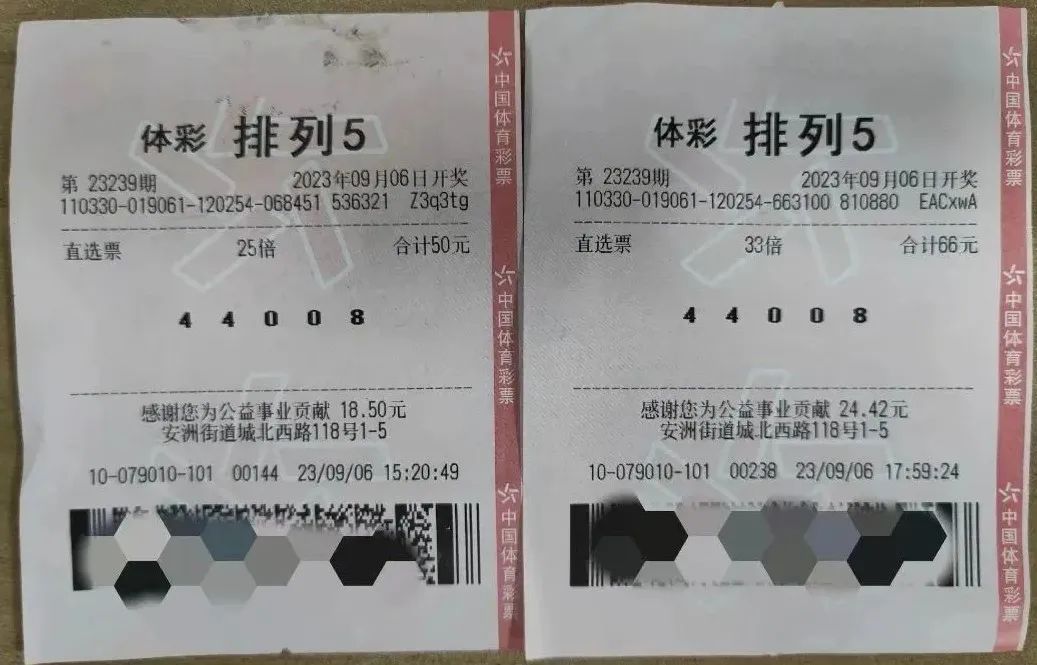 体彩 排列5
第 23239期 2023年09月06日开奖
110330-019061-120254-068451 536321 Z3q3tg
直选票 25倍 合计50元
4 4 0 0 8
感谢您为公益事业贡献 18.50元
安洲街道城北西路118号1-5
10-079010-101 00144 23/09/06 15:20:49
中国体育彩票
中国体育彩票
中国体育彩票
体彩 排列5
第 23239期 2023年09月06日开奖
110330-019061-120254-663100 810880 EACxwA
直选票 33倍 合计66元
4 4 0 0 8
感谢您为公益事业贡献 24.42元
安洲街道城北西路118号1-5
10-079010-101 00238 23/09/06 17:59:24
中国体育彩票
中国体育彩票
中国体育彩票